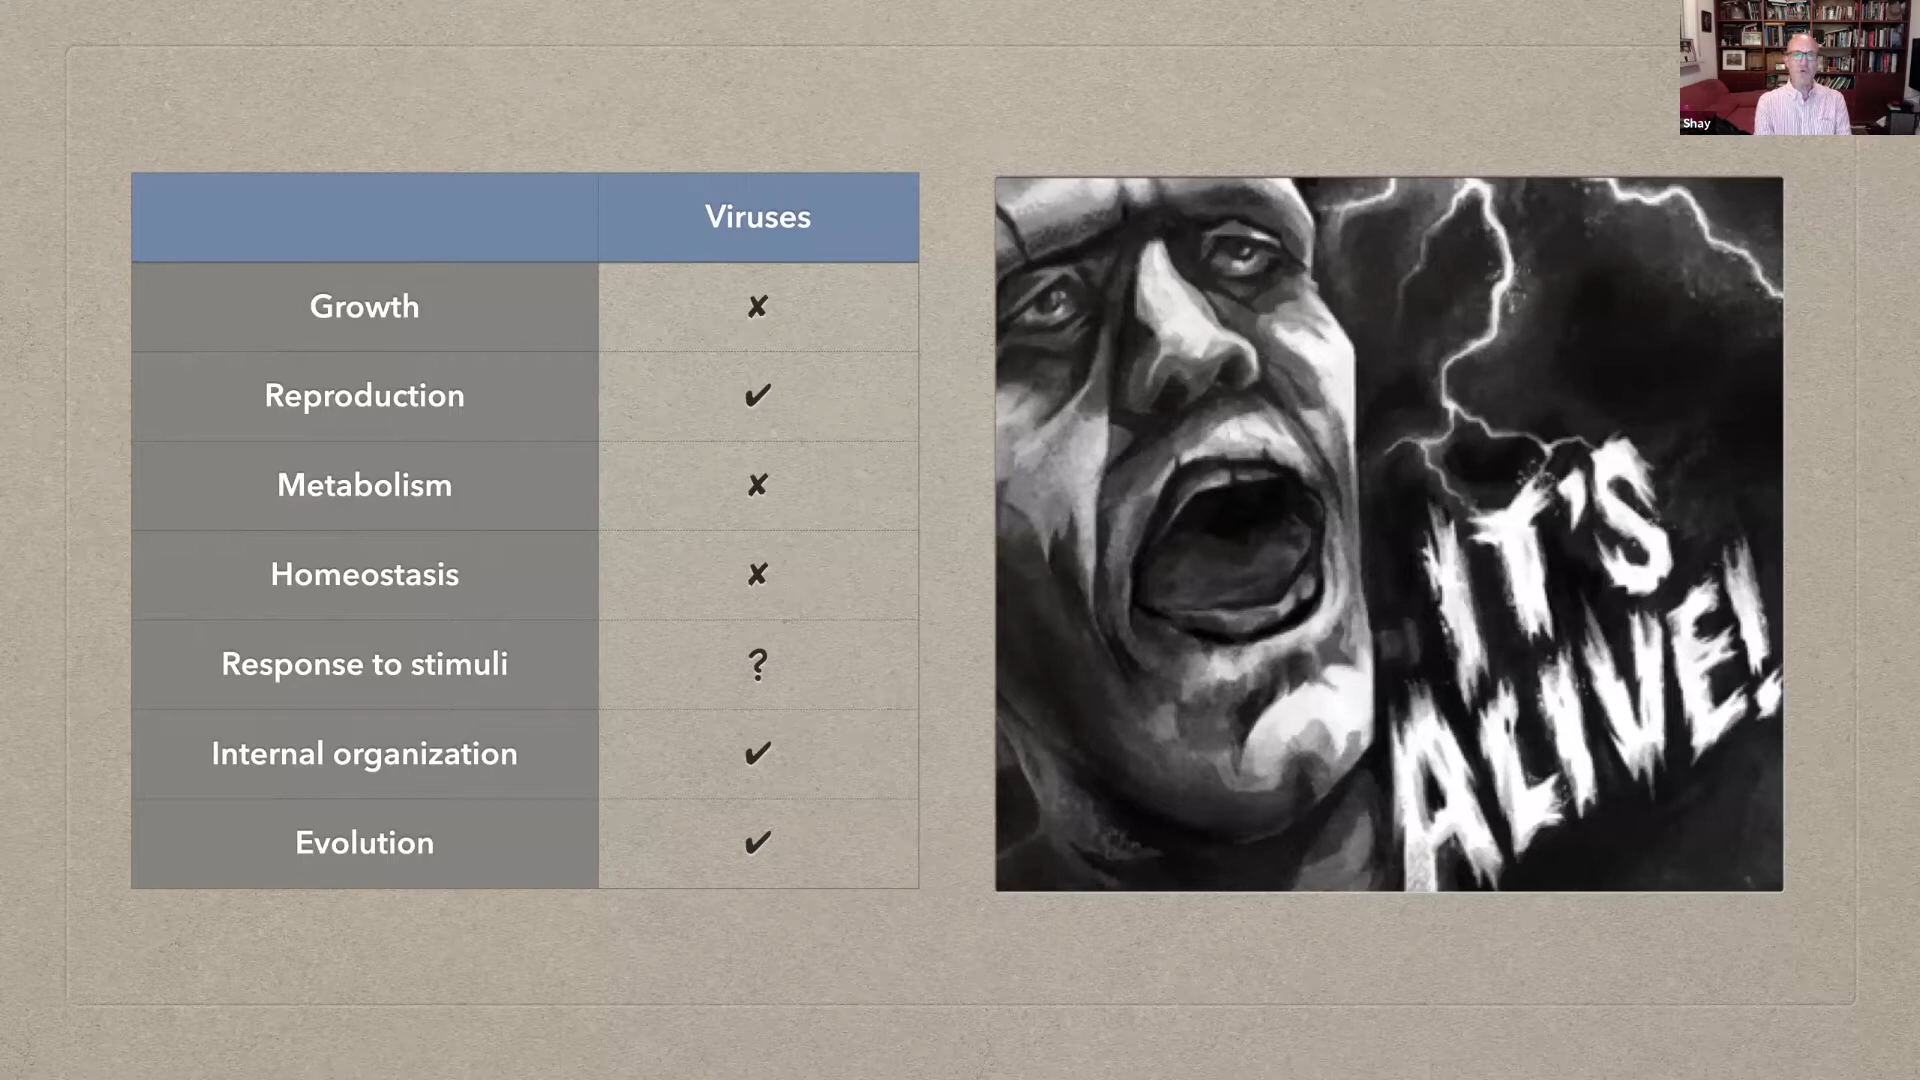 Shay
Viruses
Growth ✘
Reproduction ✔
Metabolism ✘
Homeostasis ✘
Response to stimuli ?
Internal organization ✔
Evolution ✔
IT'S
ALIVE!